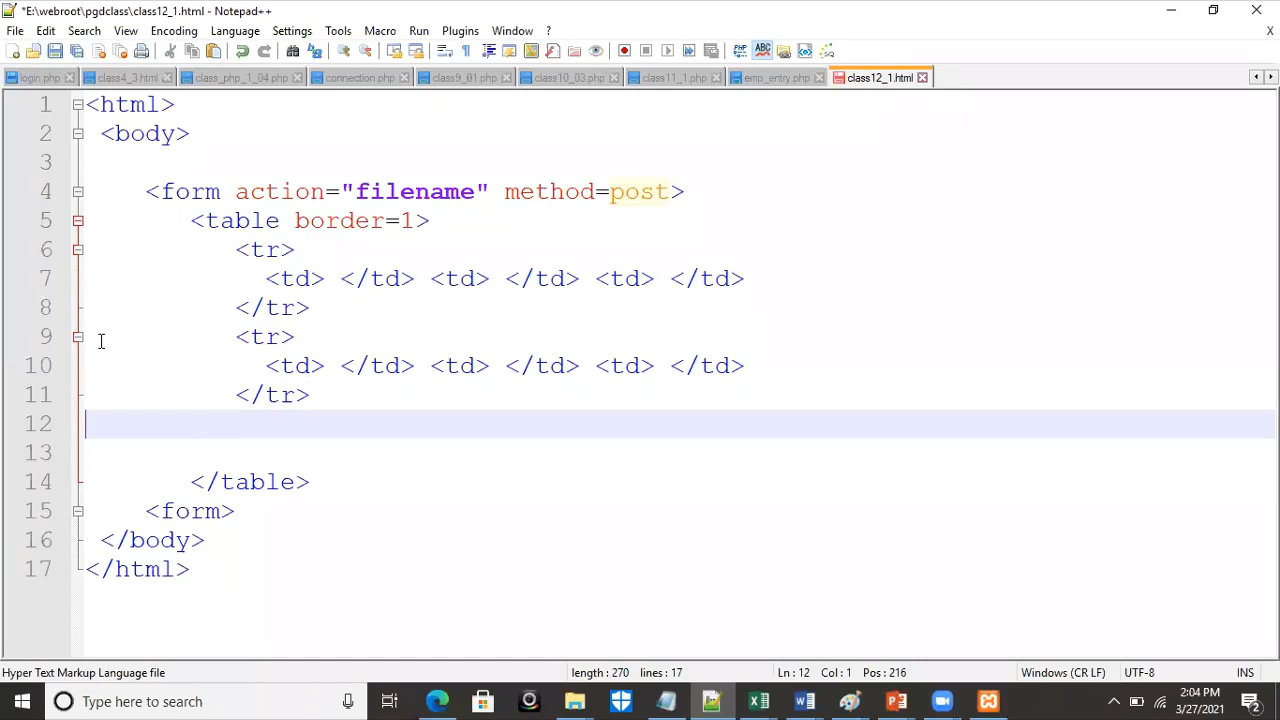 *E:\webroot\pgdclass\class12_1.html - Notepad++
File Edit Search View Encoding Language Settings Tools Macro Run Plugins Window ? X
login.php class4_3.html class_php_1_04.php connection.php class9_01.php class10_03.php class11_1.php emp_entry.php class12_1.html
1 <html>
2 <body>
3
4 <form action="filename" method=post>
5 <table border=1>
6 <tr>
7 <td> </td> <td> </td> <td> </td>
8 </tr>
9 <tr>
10 <td> </td> <td> </td> <td> </td>
11 </tr>
12
13
14 </table>
15 <form>
16 </body>
17 </html>
Hyper Text Markup Language file length : 270 lines : 17 Ln : 12 Col : 1 Pos : 216 Windows (CR LF) UTF-8 INS
Type here to search
2:04 PM
3/27/2021
2